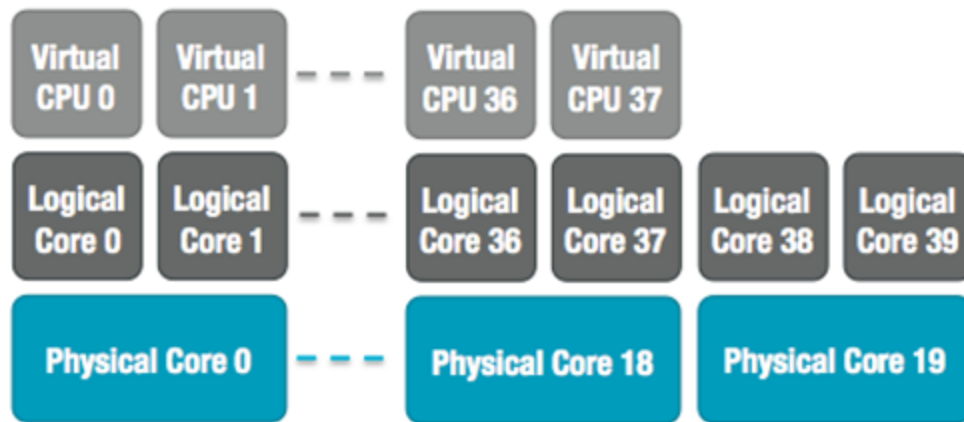 Virtual
CPU 0
Virtual
CPU 1
Virtual
CPU 36
Virtual
CPU 37
Logical
Core 0
Logical
Core 1
Logical
Core 36
Logical
Core 37
Logical
Core 38
Logical
Core 39
Physical Core 0
Physical Core 18
Physical Core 19